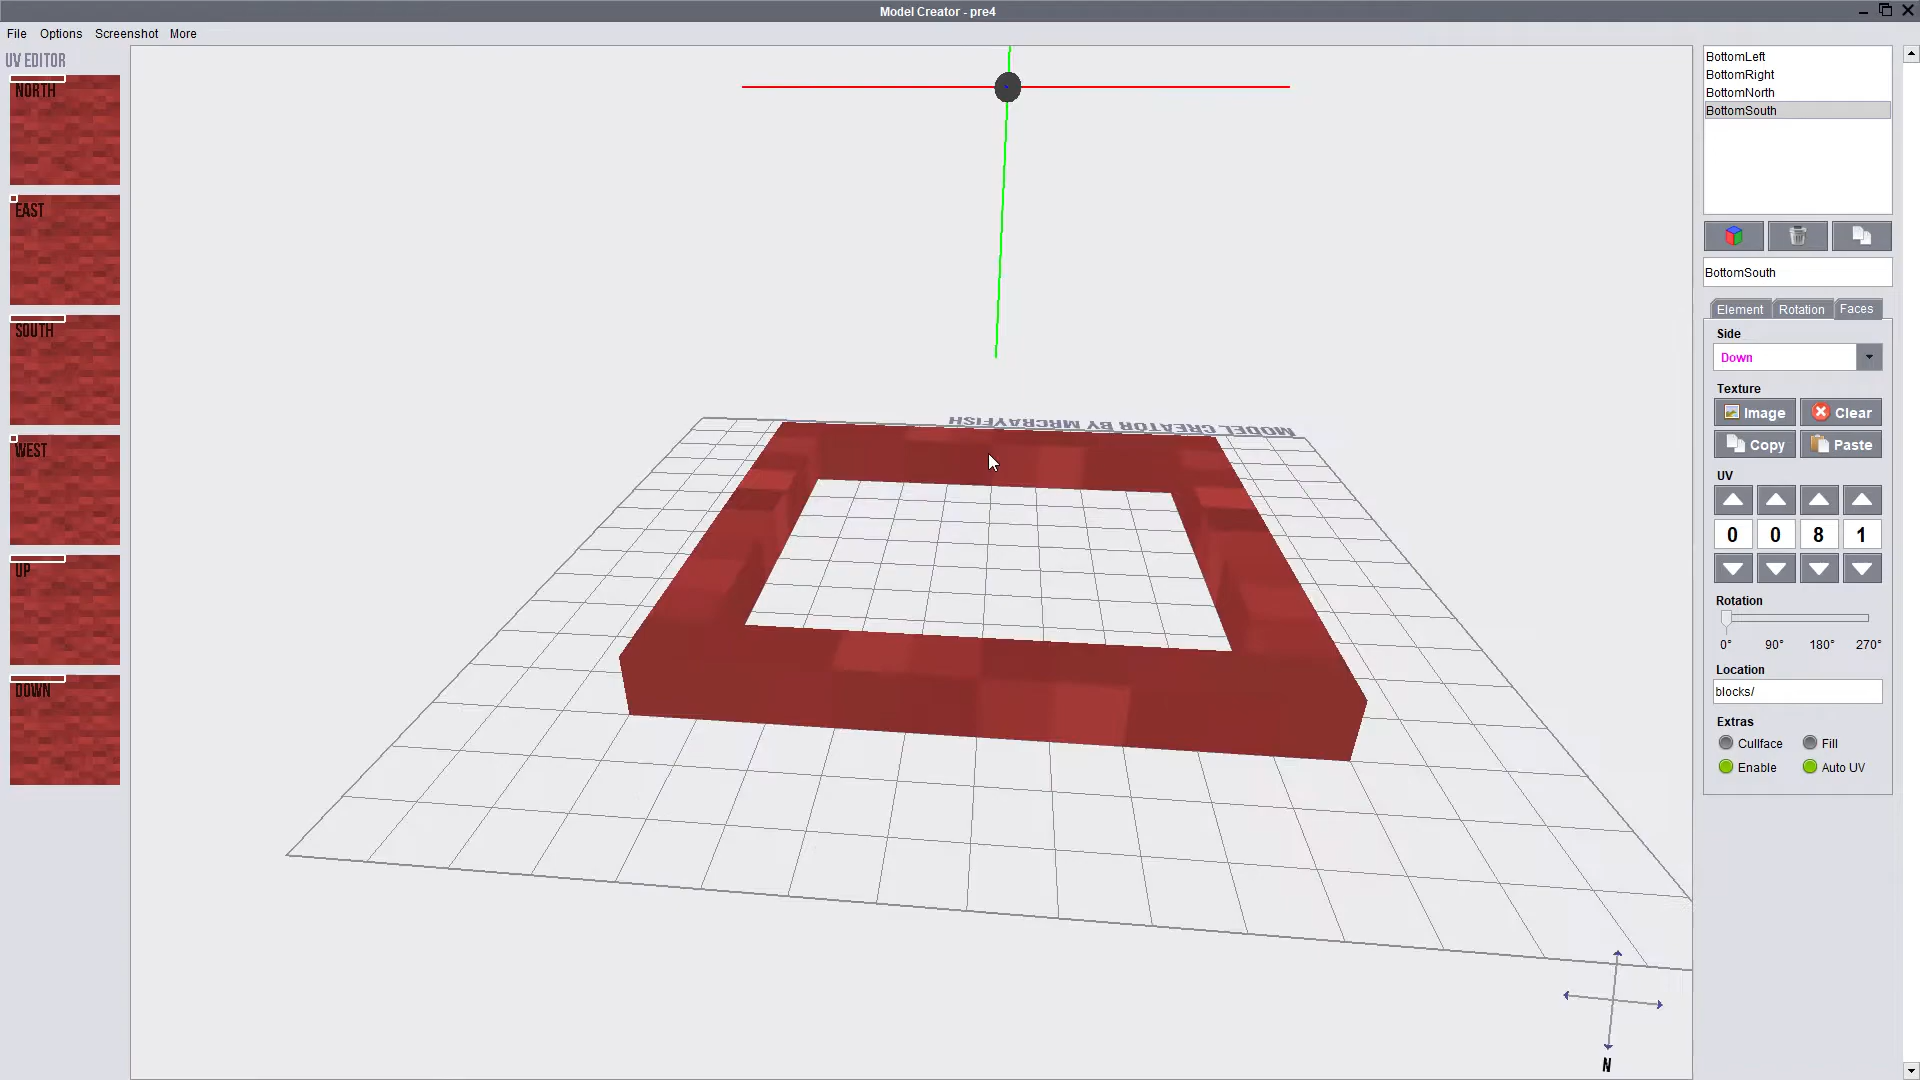 Model Creator - pre4
File Options Screenshot More
UV EDITOR
NORTH
EAST
SOUTH
WEST
UP
DOWN
MODEL CREATOR BY MRCRAYFISH
N
BottomLeft
BottomRight
BottomNorth
BottomSouth
BottomSouth
Element Rotation Faces
Side
Down
Texture
Image Clear
Copy Paste
UV
0 0 8 1
Rotation
0° 90° 180° 270°
Location
blocks/
Extras
Cullface Fill
Enable Auto UV